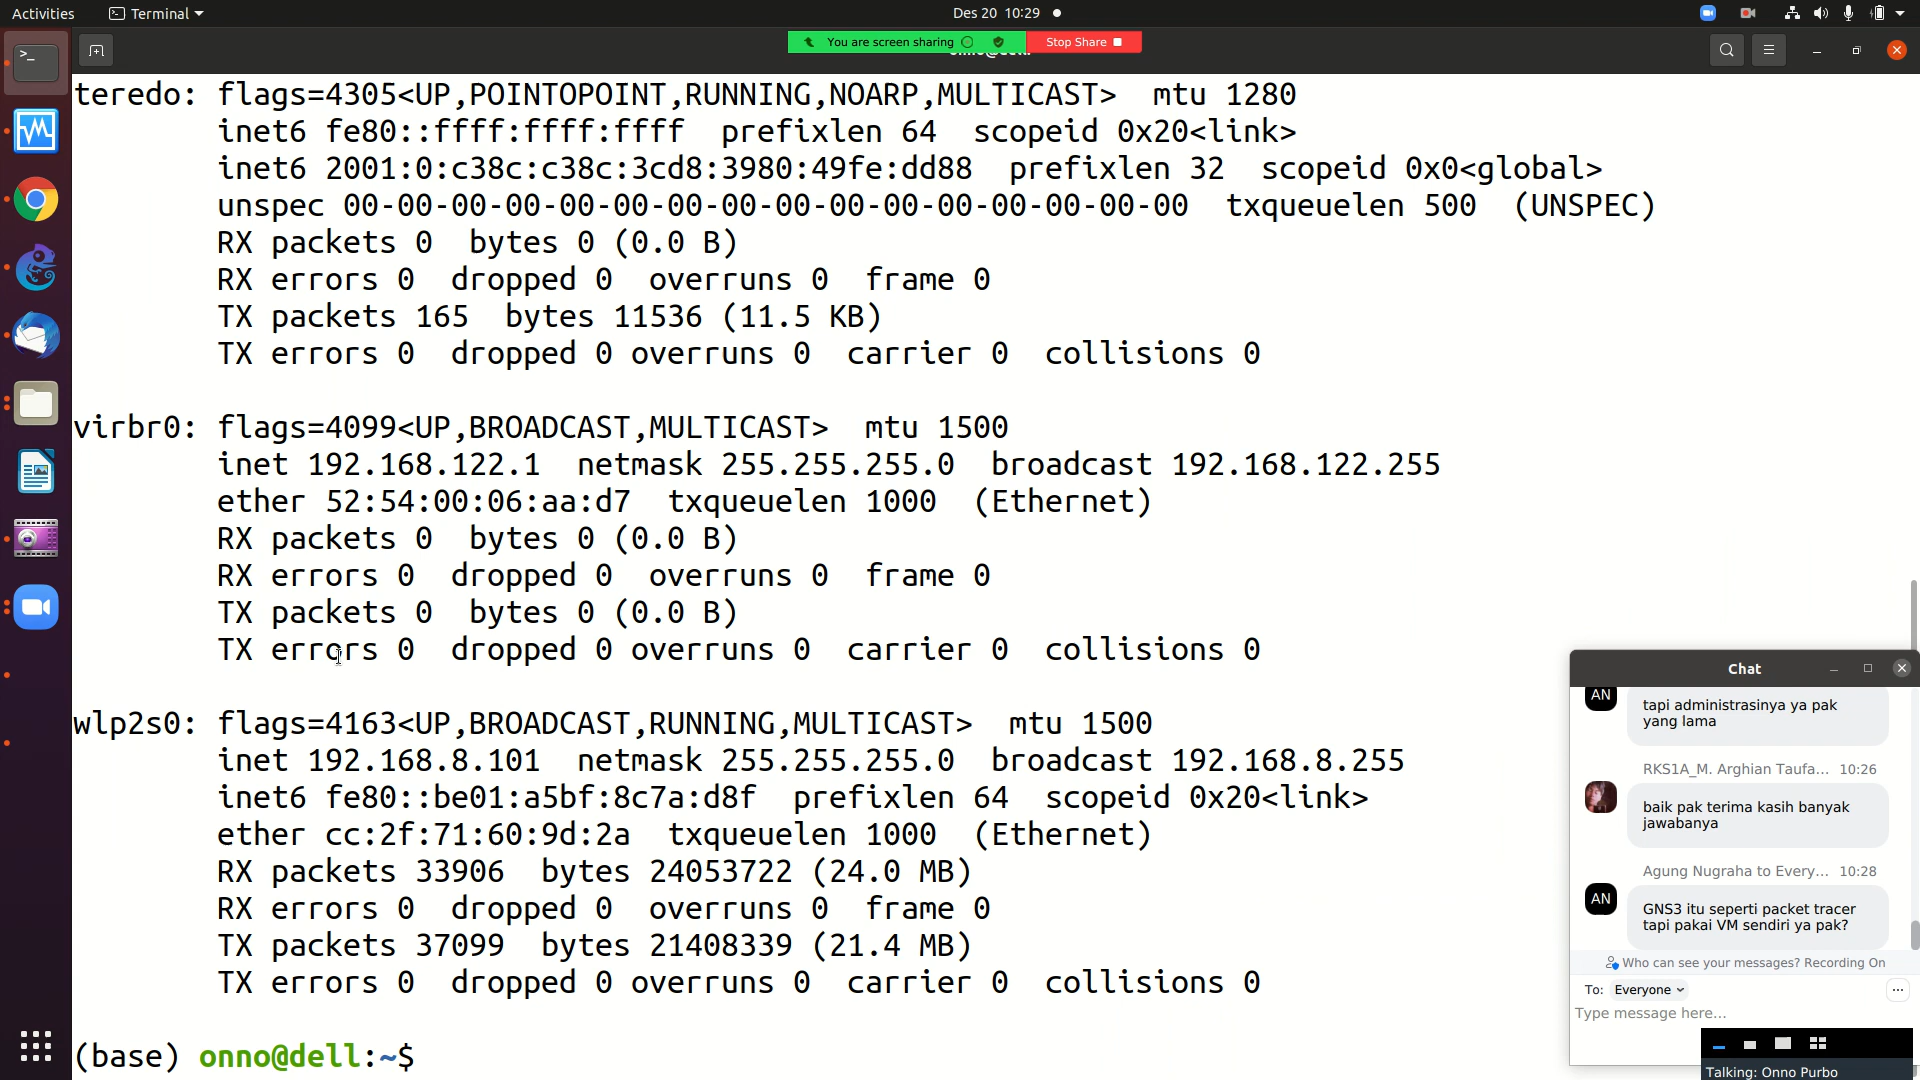 Activities
Terminal
Des 20 10:29
You are screen sharing
Stop Share
teredo: flags=4305<UP,POINTOPOINT,RUNNING,NOARP,MULTICAST>  mtu 1280
inet6 fe80::ffff:ffff:ffff  prefixlen 64  scopeid 0x20<link>
inet6 2001:0:c38c:c38c:3cd8:3980:49fe:dd88  prefixlen 32  scopeid 0x0<global>
unspec 00-00-00-00-00-00-00-00-00-00-00-00-00-00-00-00  txqueuelen 500  (UNSPEC)
RX packets 0  bytes 0 (0.0 B)
RX errors 0  dropped 0  overruns 0  frame 0
TX packets 165  bytes 11536 (11.5 KB)
TX errors 0  dropped 0 overruns 0  carrier 0  collisions 0
virbr0: flags=4099<UP,BROADCAST,MULTICAST>  mtu 1500
inet 192.168.122.1  netmask 255.255.255.0  broadcast 192.168.122.255
ether 52:54:00:06:aa:d7  txqueuelen 1000  (Ethernet)
RX packets 0  bytes 0 (0.0 B)
RX errors 0  dropped 0  overruns 0  frame 0
TX packets 0  bytes 0 (0.0 B)
TX errors 0  dropped 0 overruns 0  carrier 0  collisions 0
wlp2s0: flags=4163<UP,BROADCAST,RUNNING,MULTICAST>  mtu 1500
inet 192.168.8.101  netmask 255.255.255.0  broadcast 192.168.8.255
inet6 fe80::be01:a5bf:8c7a:d8f  prefixlen 64  scopeid 0x20<link>
ether cc:2f:71:60:9d:2a  txqueuelen 1000  (Ethernet)
RX packets 33906  bytes 24053722 (24.0 MB)
RX errors 0  dropped 0  overruns 0  frame 0
TX packets 37099  bytes 21408339 (21.4 MB)
TX errors 0  dropped 0 overruns 0  carrier 0  collisions 0
(base) onno@dell:~$
Chat
AN
tapi administrasinya ya pak
yang lama
RKS1A_M. Arghian Taufa... 10:26
baik pak terima kasih banyak
jawabanya
Agung Nugraha to Every... 10:28
AN
GNS3 itu seperti packet tracer
tapi pakai VM sendiri ya pak?
Who can see your messages? Recording On
To: Everyone
Type message here...
Talking: Onno Purbo